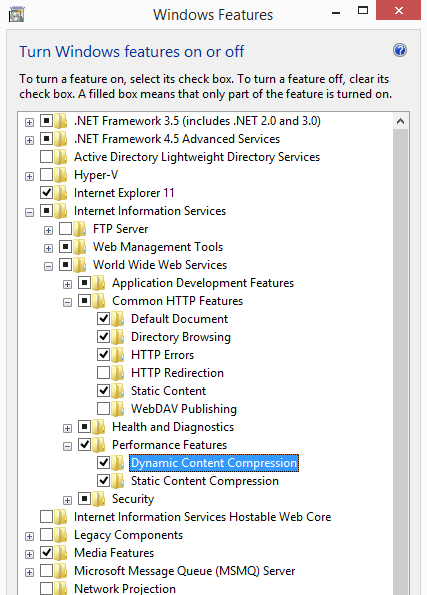 Windows Features
Turn Windows features on or off
To turn a feature on, select its check box. To turn a feature off, clear its
check box. A filled box means that only part of the feature is turned on.
.NET Framework 3.5 (includes .NET 2.0 and 3.0)
.NET Framework 4.5 Advanced Services
Active Directory Lightweight Directory Services
Hyper-V
Internet Explorer 11
Internet Information Services
FTP Server
Web Management Tools
World Wide Web Services
Application Development Features
Common HTTP Features
Default Document
Directory Browsing
HTTP Errors
HTTP Redirection
Static Content
WebDAV Publishing
Health and Diagnostics
Performance Features
Dynamic Content Compression
Static Content Compression
Security
Internet Information Services Hostable Web Core
Legacy Components
Media Features
Microsoft Message Queue (MSMQ) Server
Network Projection